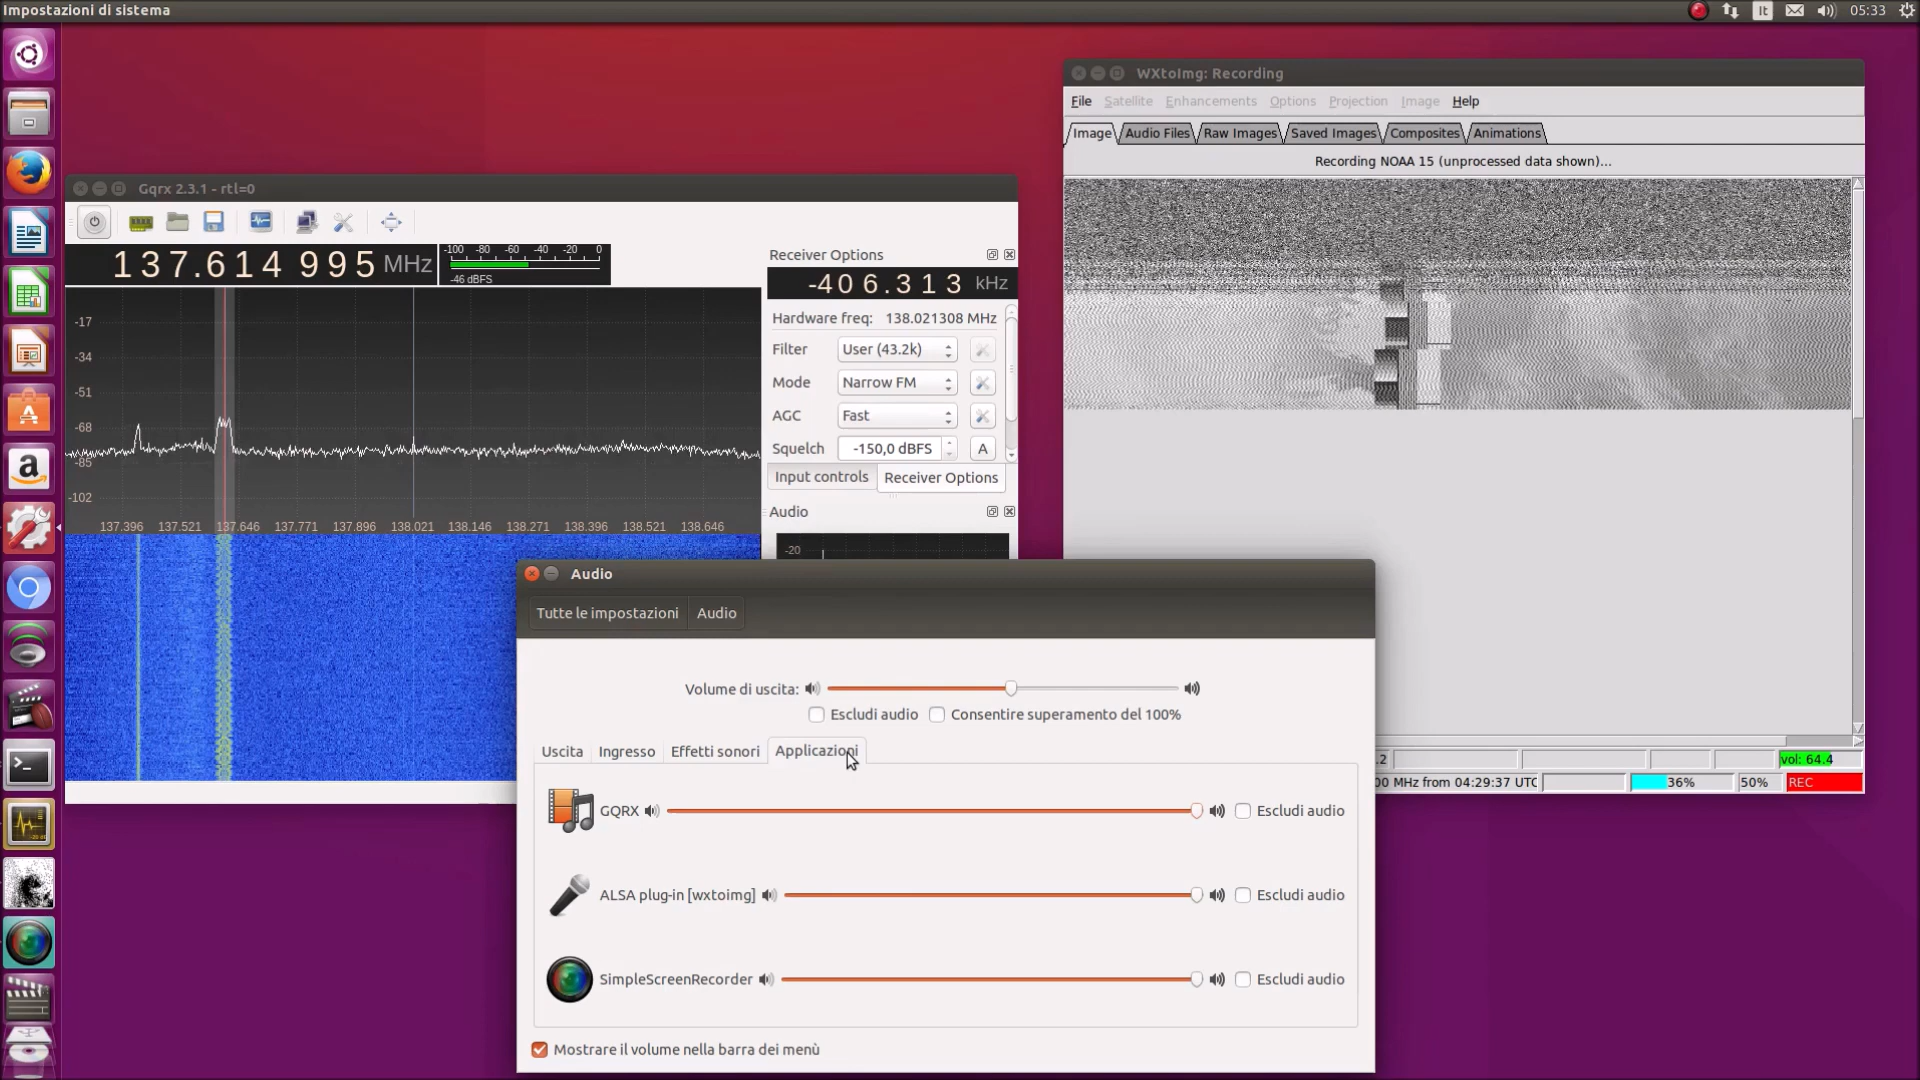 Impostazioni di sistema
It
05:33
WXtoImg: Recording
File Satellite Enhancements Options Projection Image Help
Image Audio Files Raw Images Saved Images Composites Animations
Recording NOAA 15 (unprocessed data shown)...
Gqrx 2.3.1 - rtl=0
137.614 995 MHz
-100 -80 -60 -40 -20 0
-46 dBFS
Receiver Options
-406.313 kHz
Hardware freq: 138.021308 MHz
Filter User (43.2k)
Mode Narrow FM
AGC Fast
Squelch -150,0 dBFS A
Input controls Receiver Options
Audio
-20
-17
-34
-51
-68
-85
-102
137.396 137.521 137.646 137.771 137.896 138.021 138.146 138.271 138.396 138.521 138.646
Audio
Tutte le impostazioni Audio
Volume di uscita:
Escludi audio Consentire superamento del 100%
Uscita Ingresso Effetti sonori Applicazioni
GQRX Escludi audio
ALSA plug-in [wxtoimg] Escludi audio
SimpleScreenRecorder Escludi audio
Mostrare il volume nella barra dei menù
.2 vol: 64.4
00 MHz from 04:29:37 UTC 36% 50% REC